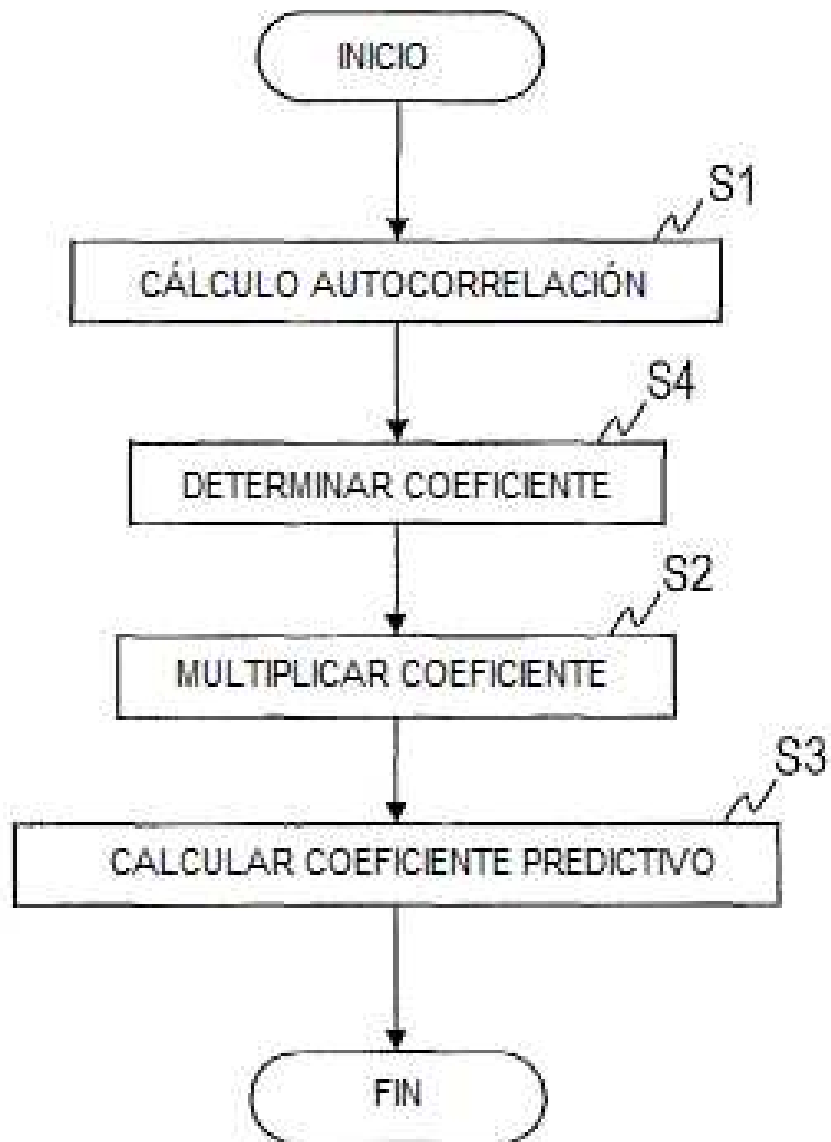 INICIO
S1
CÁLCULO AUTOCORRELACIÓN
S4
DETERMINAR COEFICIENTE
S2
MULTIPLICAR COEFICIENTE
S3
CALCULAR COEFICIENTE PREDICTIVO
FIN